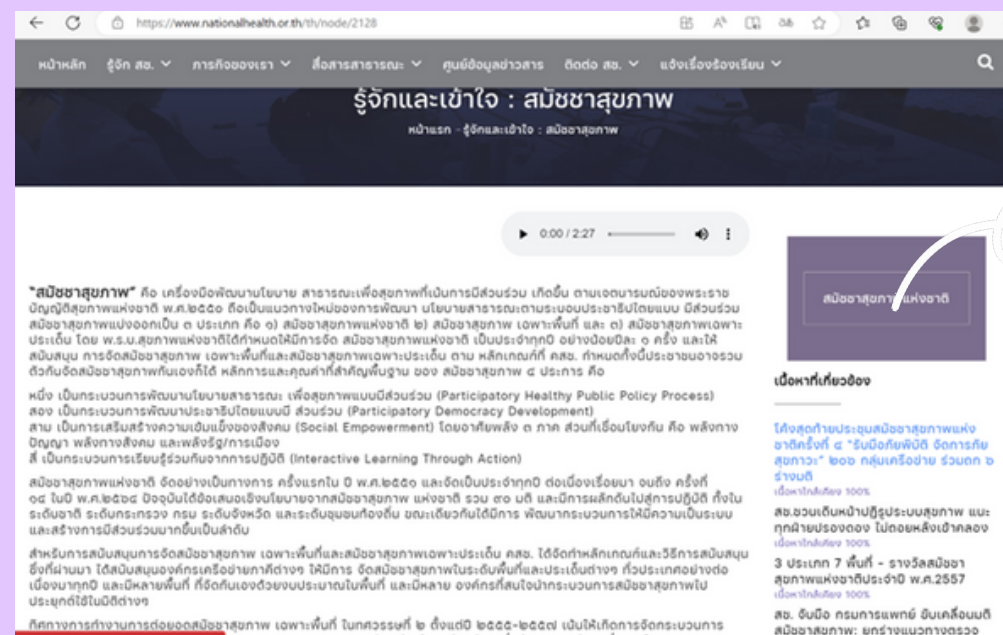 https://www.nationalhealth.or.th/th/node/2128
หน้าหลัก รู้จัก สช. ภารกิจของเรา สื่อสารสาธารณะ ศูนย์ข้อมูลข่าวสาร ติดต่อ สช. แจ้งเรื่องร้องเรียน
รู้จักและเข้าใจ : สมัชชาสุขภาพ
หน้าแรก - รู้จักและเข้าใจ : สมัชชาสุขภาพ
0:00 / 2:27
"สมัชชาสุขภาพ" คือ เครื่องมือพัฒนานโยบาย สาธารณะเพื่อสุขภาพที่เน้นการมีส่วนร่วม เกิดขึ้น ตามเจตนารมณ์ของพระราช
บัญญัติสุขภาพแห่งชาติ พ.ศ.๒๕๕๐ ถือเป็นแนวทางใหม่ของการพัฒนา นโยบายสาธารณะตามระบอบประชาธิปไตยแบบ มีส่วนร่วม
สมัชชาสุขภาพแบ่งออกเป็น ๓ ประเภท คือ ๑) สมัชชาสุขภาพแห่งชาติ ๒) สมัชชาสุขภาพ เฉพาะพื้นที่ และ ๓) สมัชชาสุขภาพเฉพาะ
ประเด็น โดย พ.ร.บ.สุขภาพแห่งชาติได้กำหนดให้มีการจัด สมัชชาสุขภาพแห่งชาติ เป็นประจำทุกปี อย่างน้อยปีละ ๑ ครั้ง และให้
สนับสนุน การจัดสมัชชาสุขภาพ เฉพาะพื้นที่และสมัชชาสุขภาพเฉพาะประเด็น ตาม หลักเกณฑ์ที่ คสช. กำหนดทั้งนี้ประชาชนอาจรวม
ตัวกันจัดสมัชชาสุขภาพกันเองก็ได้ หลักการและคุณค่าที่สำคัญพื้นฐาน ของ สมัชชาสุขภาพ ๔ ประการ คือ
หนึ่ง เป็นกระบวนการพัฒนานโยบายสาธารณะ เพื่อสุขภาพแบบมีส่วนร่วม (Participatory Healthy Public Policy Process)
สอง เป็นกระบวนการพัฒนาประชาธิปไตยแบบมี ส่วนร่วม (Participatory Democracy Development)
สาม เป็นการเสริมสร้างความเข้มแข็งของสังคม (Social Empowerment) โดยอาศัยพลัง ๓ ภาค ส่วนที่เชื่อมโยงกัน คือ พลังทาง
ปัญญา พลังทางสังคม และพลังรัฐ/การเมือง
สี่ เป็นกระบวนการเรียนรู้ร่วมกันจากการปฏิบัติ (Interactive Learning Through Action)
สมัชชาสุขภาพแห่งชาติ จัดอย่างเป็นทางการ ครั้งแรกใน ปี พ.ศ.๒๕๕๑ และจัดเป็นประจำทุกปี ต่อเนื่องเรื่อยมา จนถึง ครั้งที่
๑๔ ในปี พ.ศ.๒๕๖๔ ปัจจุบันได้ข้อเสนอเชิงนโยบายจากสมัชชาสุขภาพ แห่งชาติ รวม ๙๐ มติ และมีการผลักดันไปสู่การปฏิบัติ ทั้งใน
ระดับชาติ ระดับกระทรวง กรม ระดับจังหวัด และระดับชุมชนท้องถิ่น ขณะเดียวกันได้มีการ พัฒนากระบวนการให้มีความเป็นระบบ
และสร้างการมีส่วนร่วมมากขึ้นเป็นลำดับ
สำหรับการสนับสนุนการจัดสมัชชาสุขภาพ เฉพาะพื้นที่และสมัชชาสุขภาพเฉพาะประเด็น คสช. ได้จัดทำหลักเกณฑ์และวิธีการสนับสนุน
ซึ่งที่ผ่านมา ได้สนับสนุนองค์กรเครือข่ายภาคีต่างๆ ให้มีการ จัดสมัชชาสุขภาพในระดับพื้นที่และประเด็นต่างๆ ทั่วประเทศอย่างต่อ
เนื่องมาทุกปี และมีหลายพื้นที่ ที่จัดกันเองด้วยงบประมาณในพื้นที่ และมีหลาย องค์กรที่สนใจนำกระบวนการสมัชชาสุขภาพไป
ประยุกต์ใช้ในมิติต่างๆ
ทิศทางการทำงานการต่อยอดสมัชชาสุขภาพ เฉพาะพื้นที่ ในทศวรรษที่ ๒ ตั้งแต่ปี ๒๕๕๕-๒๕๕๗ เน้นให้เกิดการจัดกระบวนการ
สมัชชาสุขภาพแห่งชาติ
เนื้อหาที่เกี่ยวข้อง
โค้งสุดท้ายประชุมสมัชชาสุขภาพแห่ง
ชาติครั้งที่ ๔ "รับมือภัยพิบัติ จัดการภัย
สุขภาวะ" ๒๐๖ กลุ่มเครือข่าย ร่วมถก ๖
ร่างมติ
เนื้อหาใกล้เคียง 100%
สช.ชวนเดินหน้าปฏิรูประบบสุขภาพ แนะ
ทุกฝ่ายปรองดอง ไม่ถอยหลังเข้าคลอง
เนื้อหาใกล้เคียง 100%
3 ประเภท 7 พื้นที่ - รางวัลสมัชชา
สุขภาพแห่งชาติประจำปี พ.ศ.2557
เนื้อหาใกล้เคียง 100%
สช. จับมือ กรมการแพทย์ ขับเคลื่อนมติ
สมัชชาสุขภาพ: ยกร่างแนวทางตรวจ